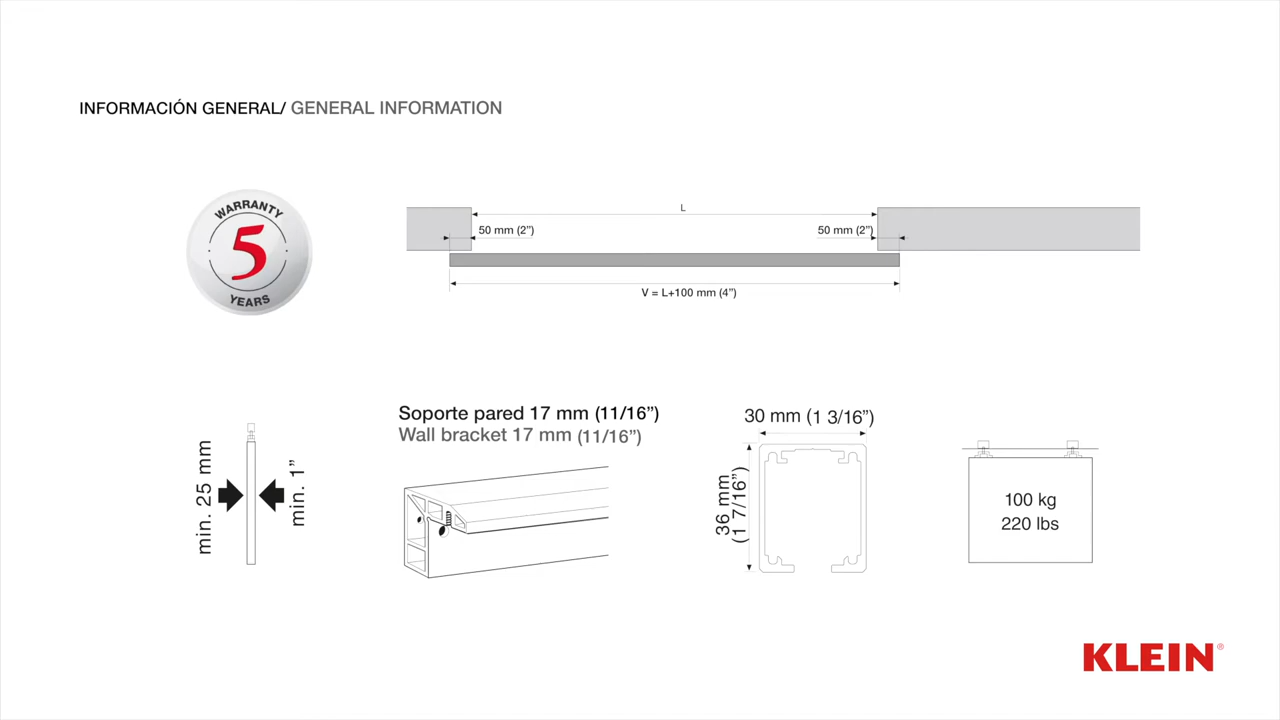 INFORMACIÓN GENERAL/ GENERAL INFORMATION
WARRANTY
5
YEARS
L
50 mm (2”)
50 mm (2”)
V = L+100 mm (4”)
min. 25 mm
min. 1”
Soporte pared 17 mm (11/16”)
Wall bracket 17 mm (11/16”)
30 mm (1 3/16”)
36 mm
(1 7/16”)
100 kg
220 lbs
KLEIN®